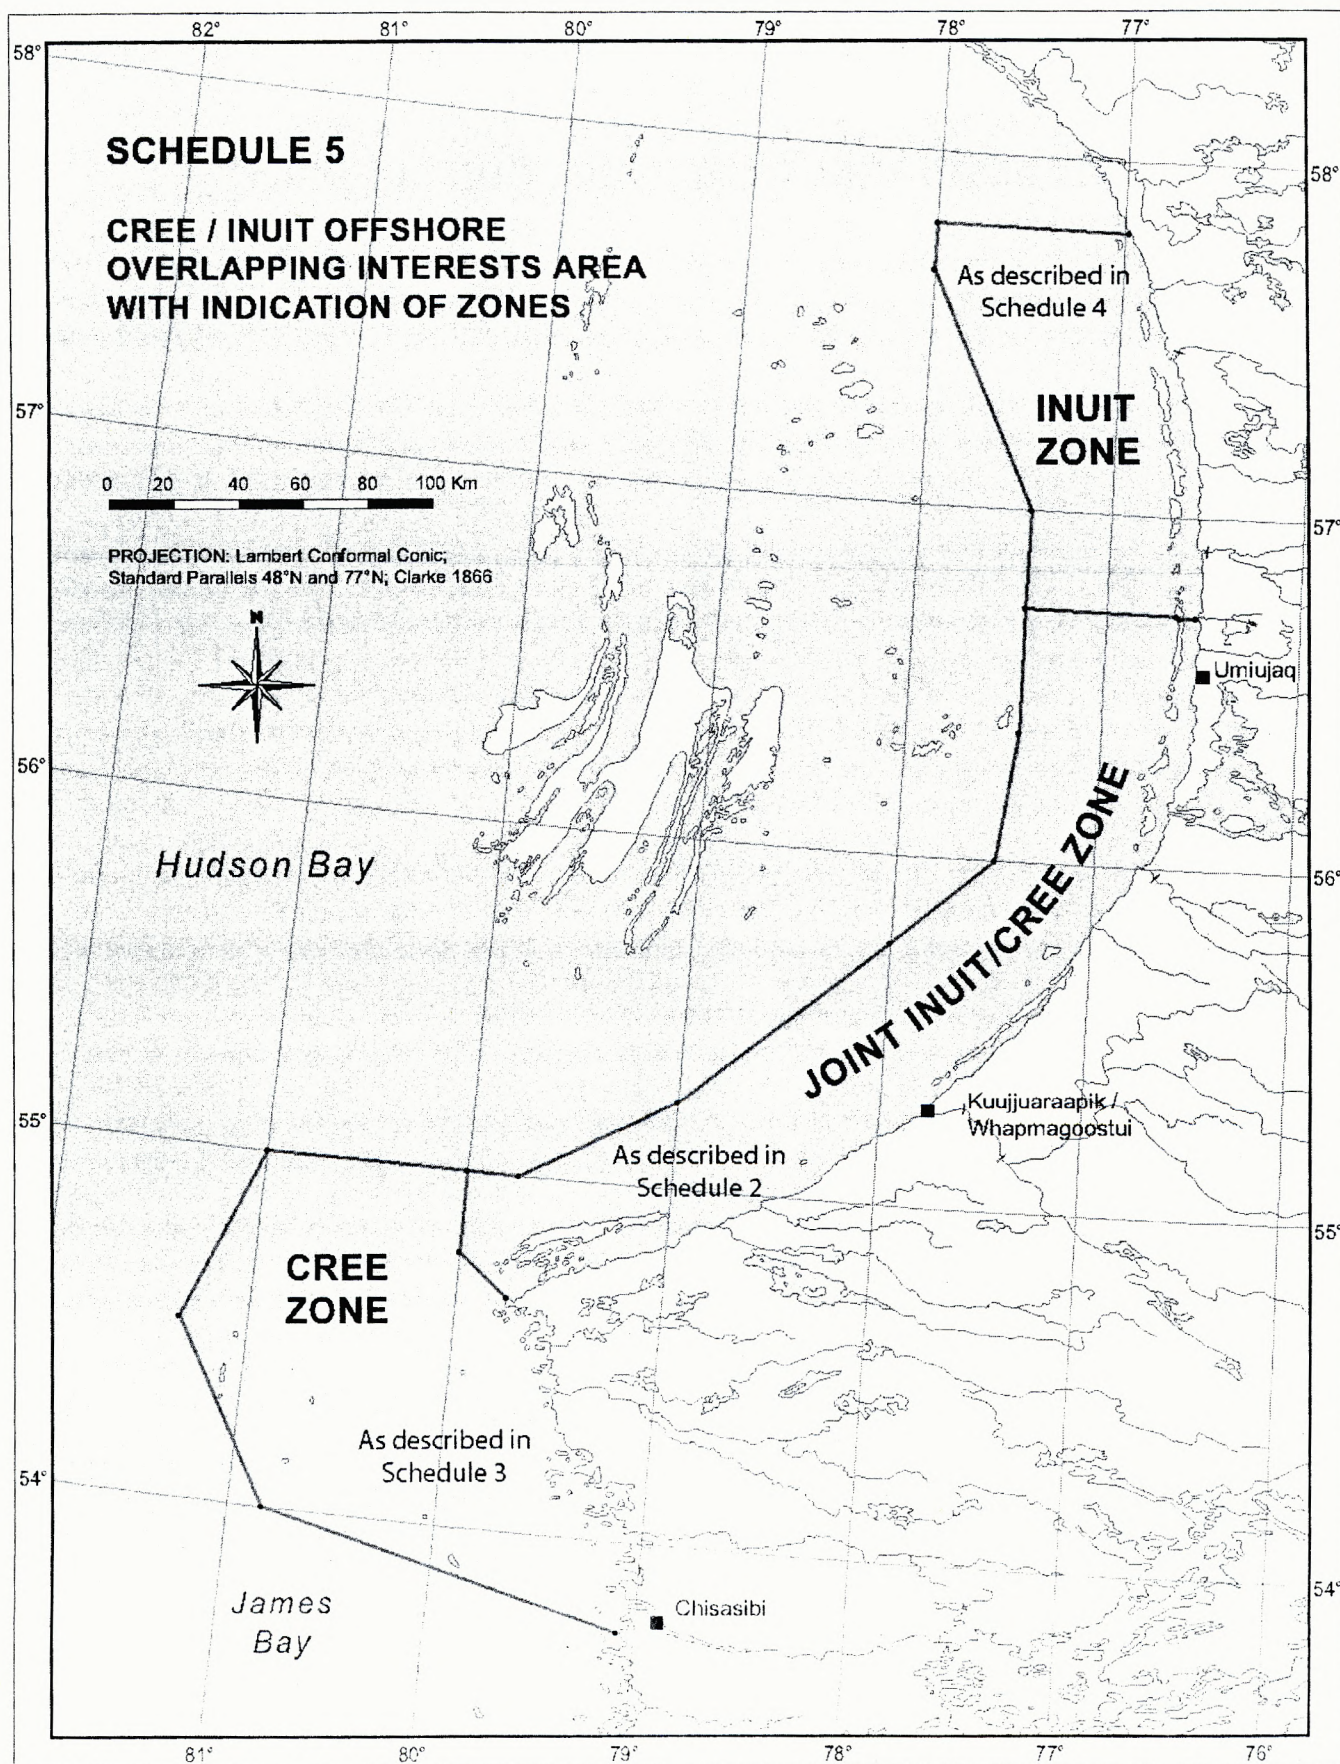 82° 81° 80° 79° 78° 77°
58°
SCHEDULE 5
58°
CREE / INUIT OFFSHORE
OVERLAPPING INTERESTS AREA
WITH INDICATION OF ZONES
As described in
Schedule 4
57°
INUIT
ZONE
0 20 40 60 80 100 Km
57°
PROJECTION: Lambert Conformal Conic;
Standard Parallels 48°N and 77°N; Clarke 1866
N
Umiujaq
56°
Hudson Bay
56°
JOINT INUIT/CREE ZONE
Kuujjuaraapik /
Whapmagoostui
55°
As described in
Schedule 2
55°
CREE
ZONE
As described in
Schedule 3
54°
54°
James
Bay
Chisasibi
81° 80° 79° 78° 77° 76°